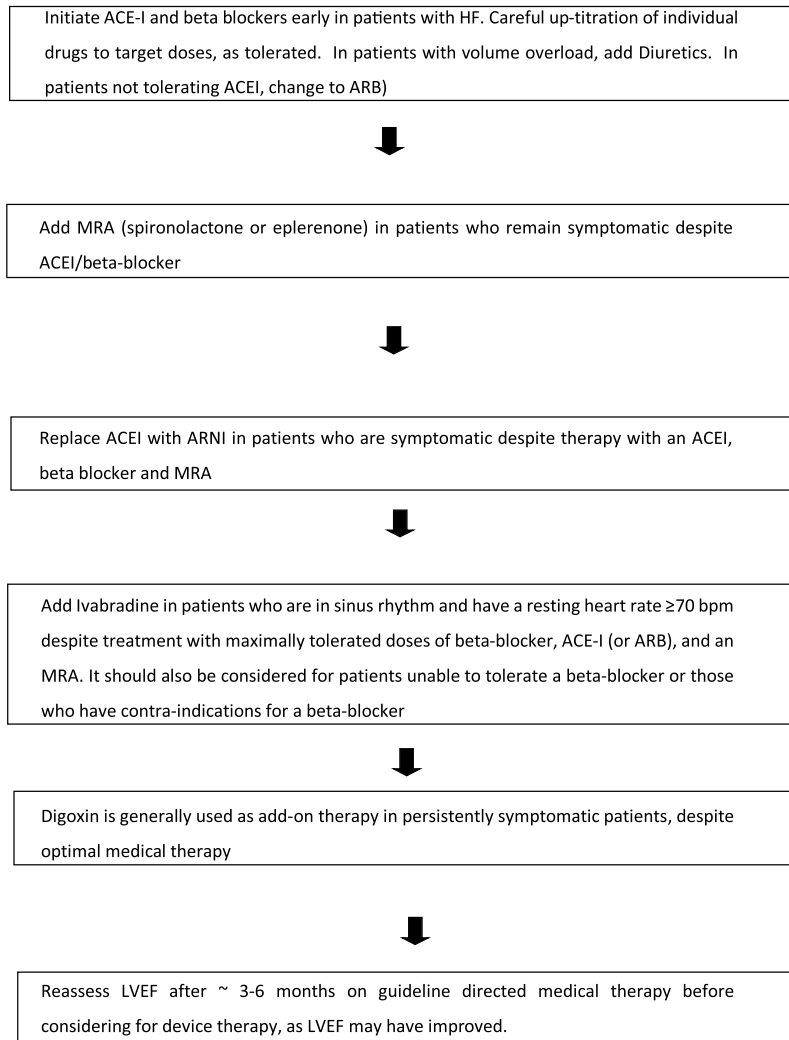 Initiate ACE-I and beta blockers early in patients with HF. Careful up-titration of individual
drugs to target doses, as tolerated. In patients with volume overload, add Diuretics. In
patients not tolerating ACEI, change to ARB)
Add MRA (spironolactone or eplerenone) in patients who remain symptomatic despite
ACEI/beta-blocker
Replace ACEI with ARNI in patients who are symptomatic despite therapy with an ACEI,
beta blocker and MRA
Add Ivabradine in patients who are in sinus rhythm and have a resting heart rate ≥70 bpm
despite treatment with maximally tolerated doses of beta-blocker, ACE-I (or ARB), and an
MRA. It should also be considered for patients unable to tolerate a beta-blocker or those
who have contra-indications for a beta-blocker
Digoxin is generally used as add-on therapy in persistently symptomatic patients, despite
optimal medical therapy
Reassess LVEF after ~ 3-6 months on guideline directed medical therapy before
considering for device therapy, as LVEF may have improved.